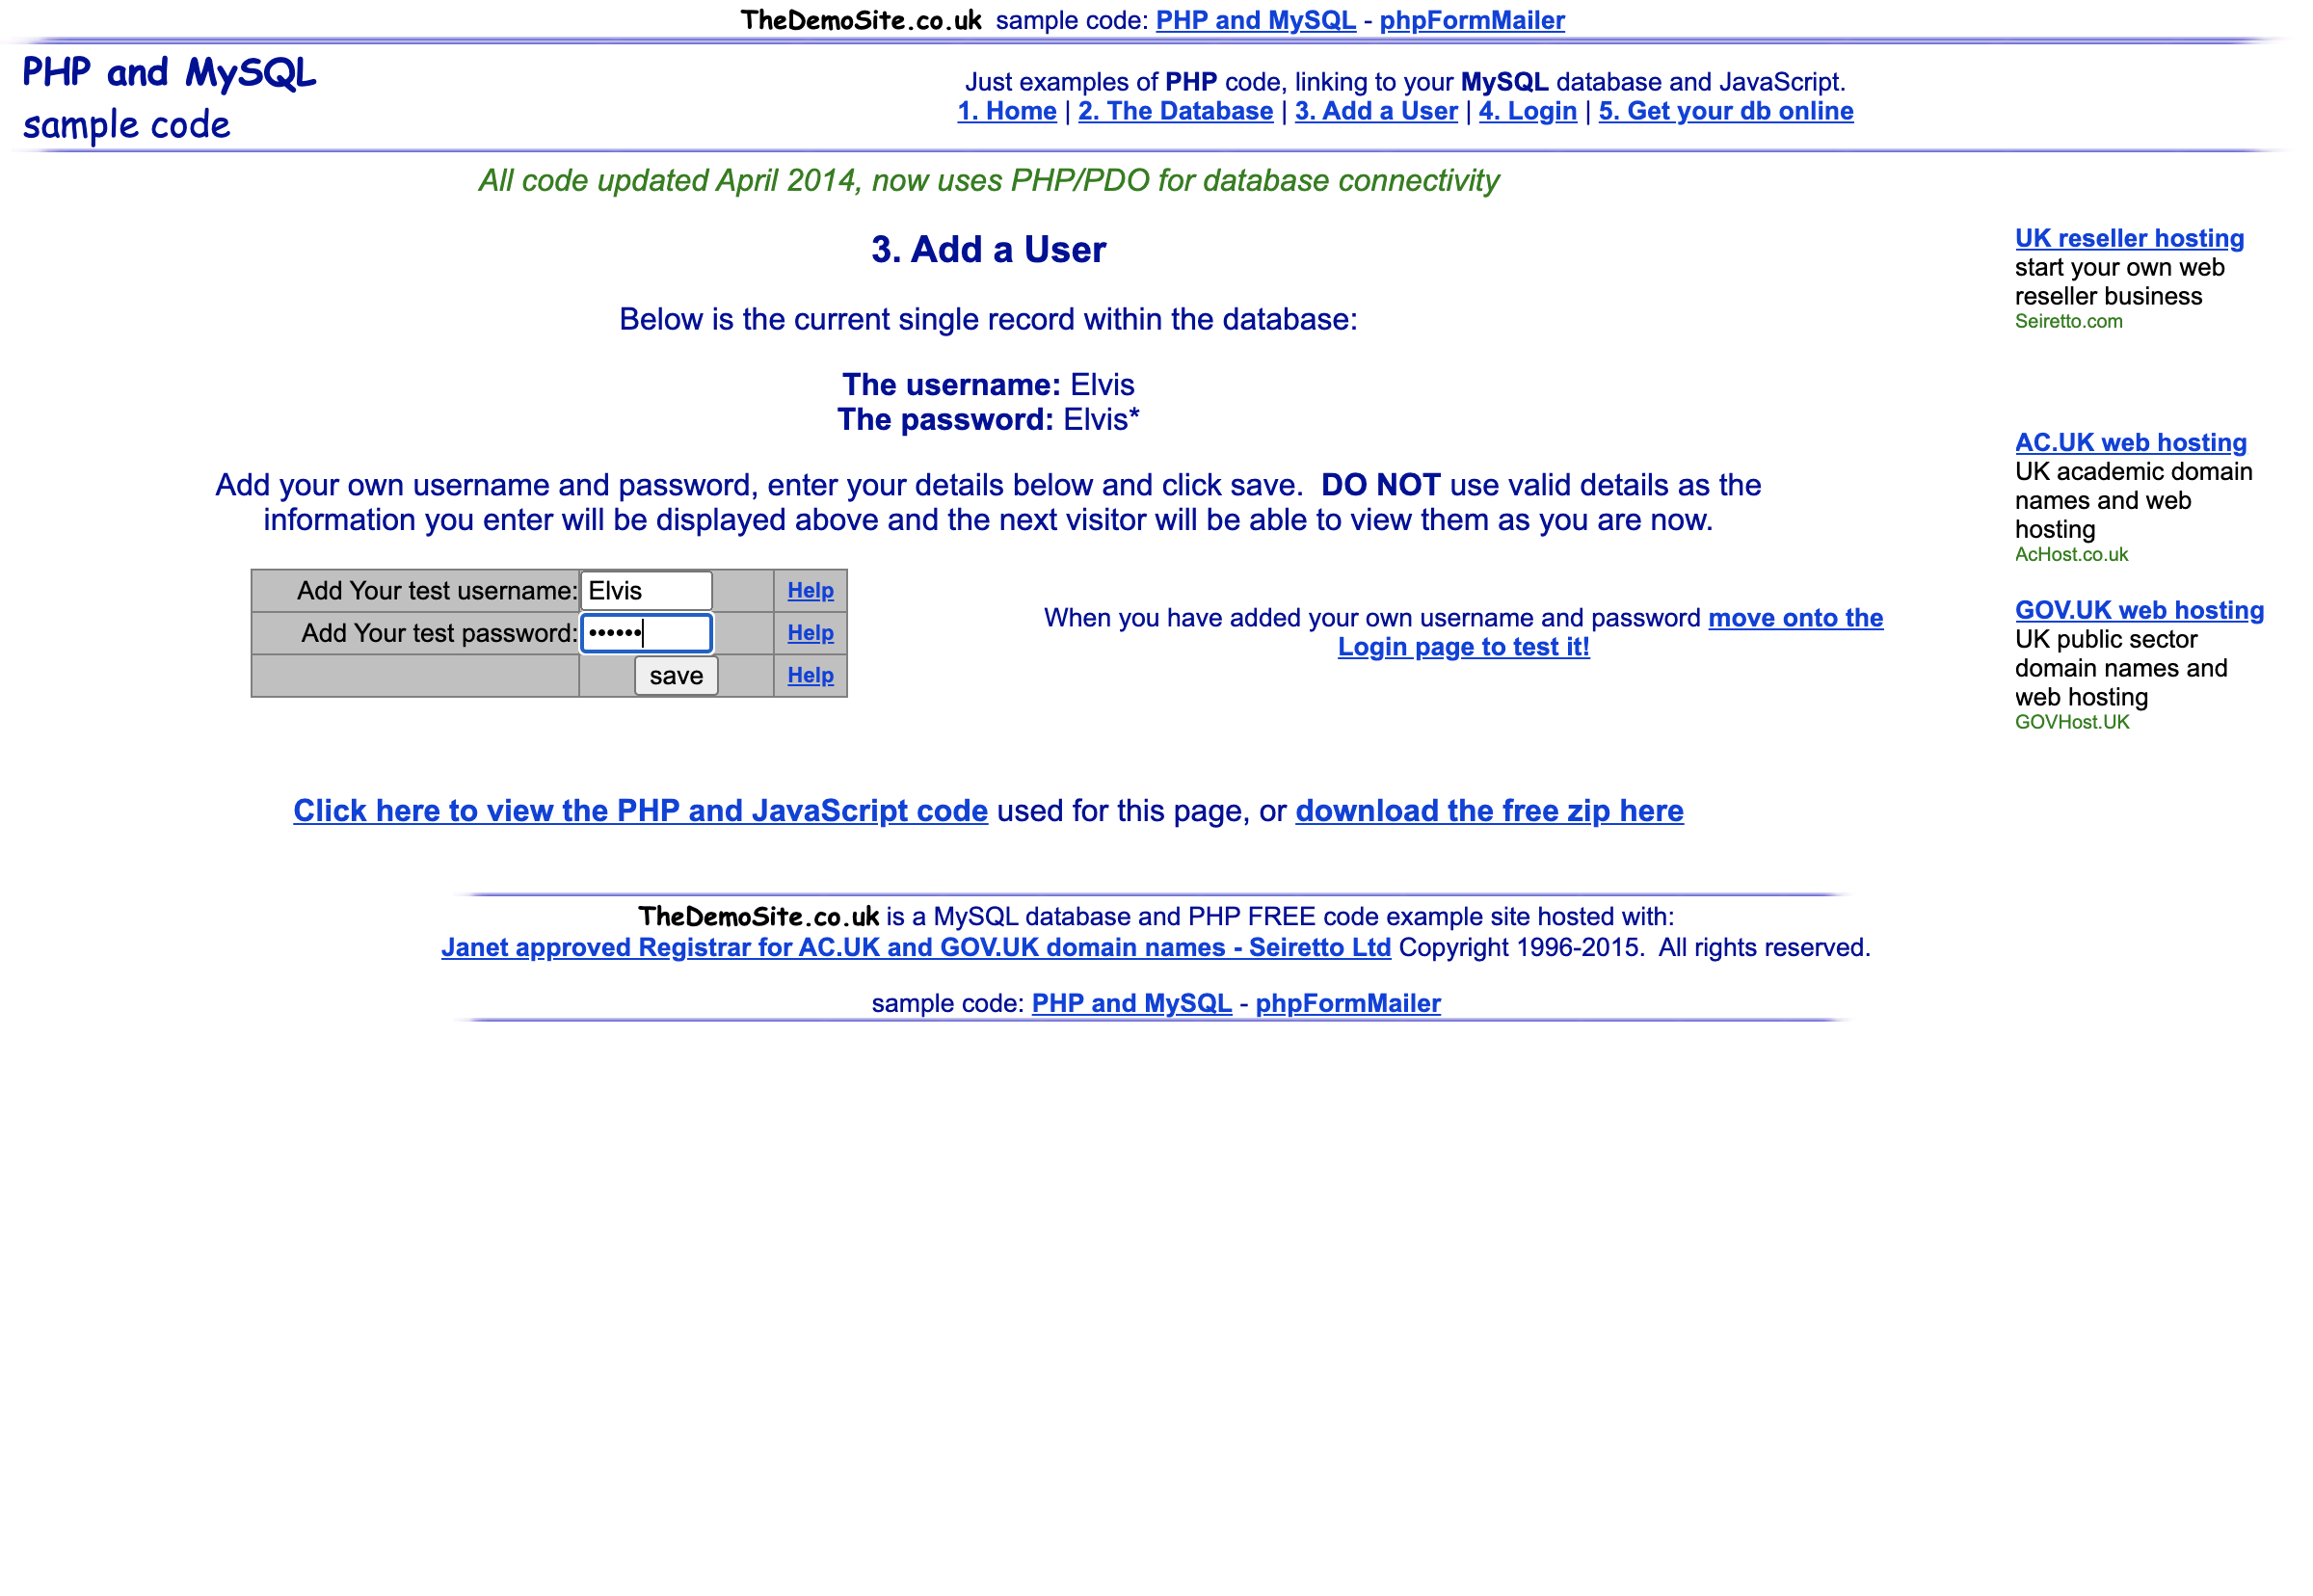 TheDemoSite.co.uk sample code: PHP and MySQL - phpFormMailer
PHP and MySQL
sample code
Just examples of PHP code, linking to your MySQL database and JavaScript.
1. Home | 2. The Database | 3. Add a User | 4. Login | 5. Get your db online
All code updated April 2014, now uses PHP/PDO for database connectivity
3. Add a User
Below is the current single record within the database:
The username: Elvis
The password: Elvis*
Add your own username and password, enter your details below and click save.  DO NOT use valid details as the
information you enter will be displayed above and the next visitor will be able to view them as you are now.
Add Your test username: Elvis Help
Add Your test password: •••••• Help
save Help
When you have added your own username and password move onto the
Login page to test it!
Click here to view the PHP and JavaScript code used for this page, or download the free zip here
UK reseller hosting
start your own web
reseller business
Seiretto.com
AC.UK web hosting
UK academic domain
names and web
hosting
AcHost.co.uk
GOV.UK web hosting
UK public sector
domain names and
web hosting
GOVHost.UK
TheDemoSite.co.uk is a MySQL database and PHP FREE code example site hosted with:
Janet approved Registrar for AC.UK and GOV.UK domain names - Seiretto Ltd Copyright 1996-2015.  All rights reserved.
sample code: PHP and MySQL - phpFormMailer